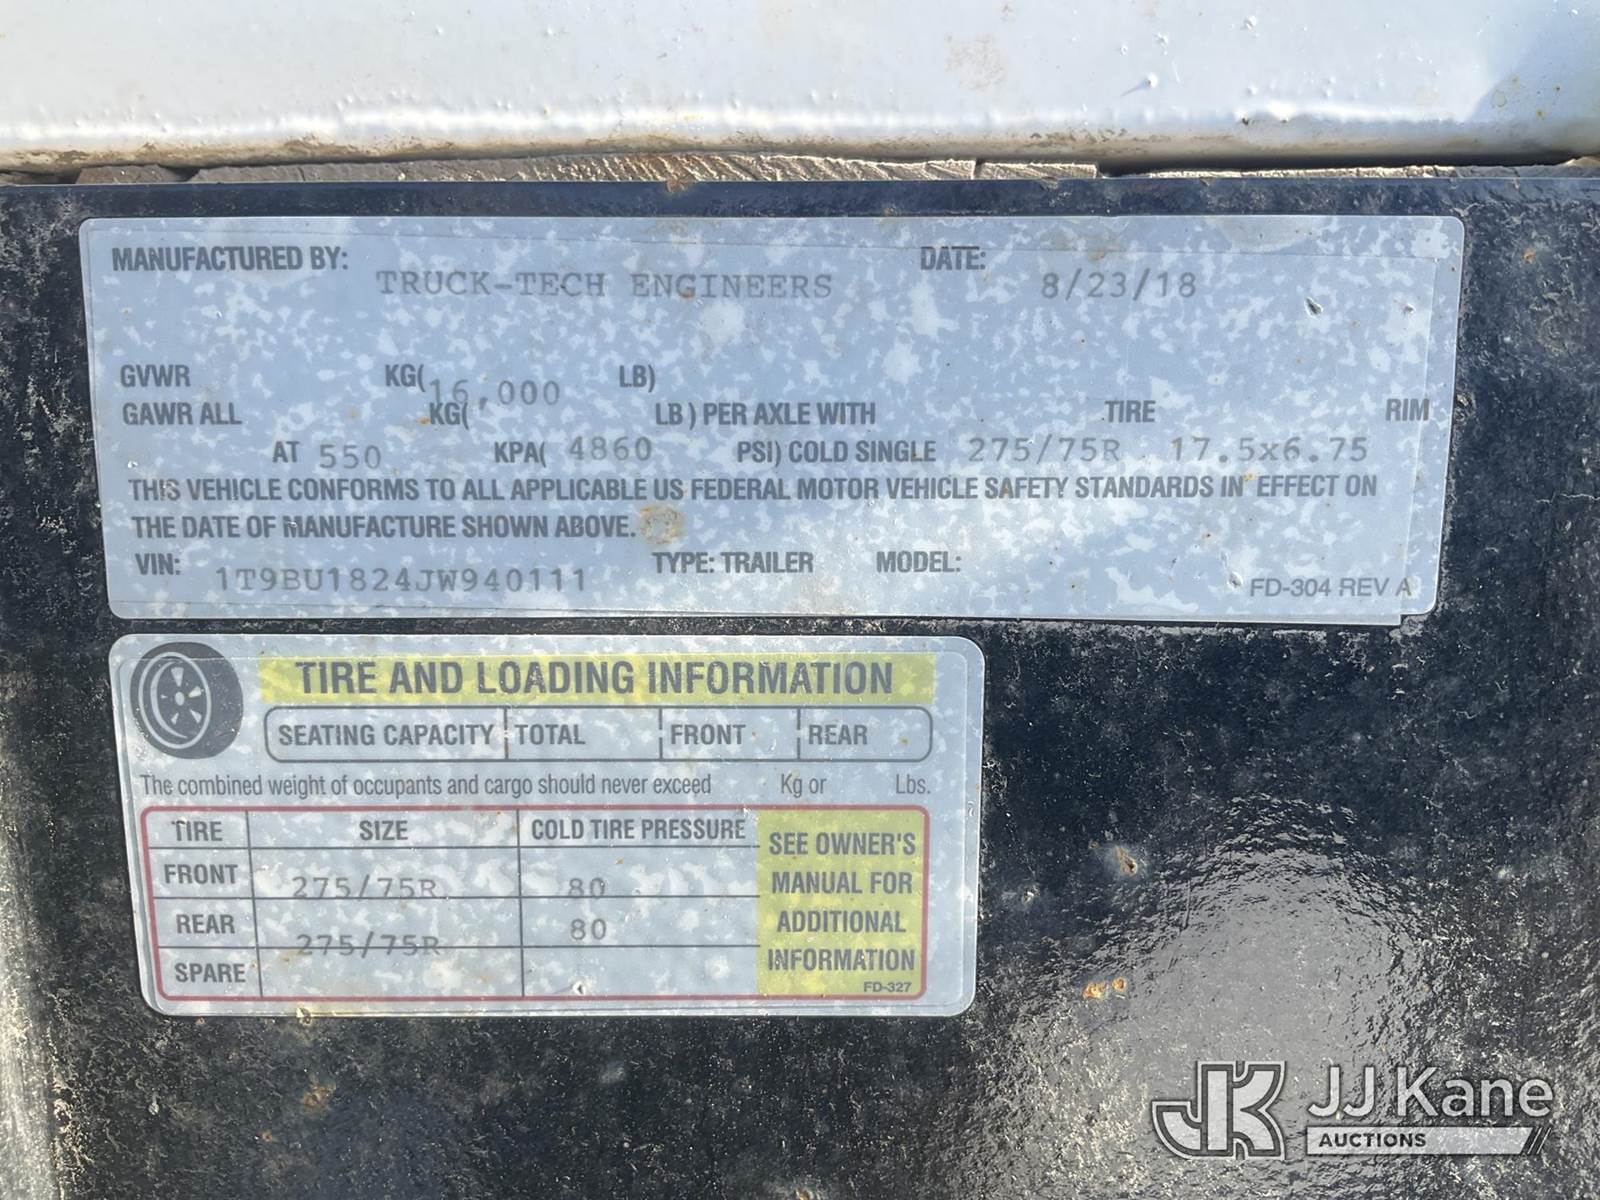 MANUFACTURED BY: DATE:
TRUCK-TECH ENGINEERS 8/23/18
GVWR KG( 16,000 LB)
GAWR ALL KG( LB) PER AXLE WITH TIRE RIM
AT 550 KPA( 4860 PSI) COLD SINGLE 275/75R 17.5x6.75
THIS VEHICLE CONFORMS TO ALL APPLICABLE US FEDERAL MOTOR VEHICLE SAFETY STANDARDS IN EFFECT ON
THE DATE OF MANUFACTURE SHOWN ABOVE.
VIN: 1T9BU1824JW940111 TYPE: TRAILER MODEL:
FD-304 REV A
TIRE AND LOADING INFORMATION
SEATING CAPACITY TOTAL FRONT REAR
The combined weight of occupants and cargo should never exceed Kg or Lbs.
TIRE SIZE COLD TIRE PRESSURE
FRONT 275/75R 80
REAR 275/75R 80
SPARE
SEE OWNER'S
MANUAL FOR
ADDITIONAL
INFORMATION
FD-327
JK JJ Kane
AUCTIONS